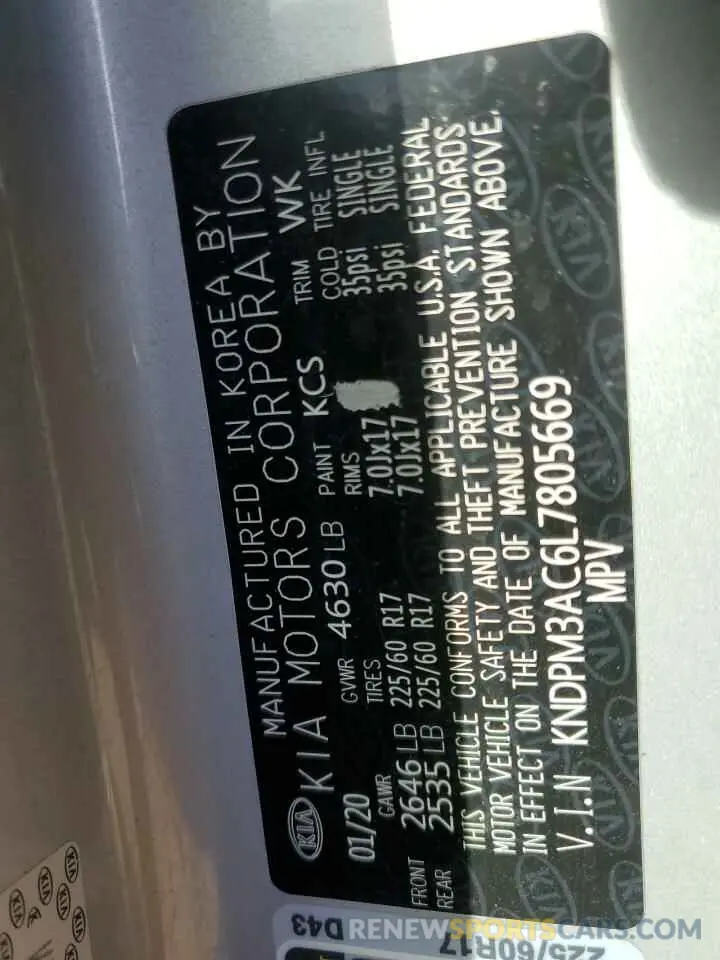 MANUFACTURED IN KOREA BY
KIA KIA MOTORS CORPORATION
01/20 GVWR 4630 LB PAINT KCS TRIM WK
GAWR TIRES RIMS COLD TIRE INFL
FRONT 2646 LB 225/60 R17 7.0Jx17 35psi SINGLE
REAR 2535 LB 225/60 R17 7.0Jx17 35psi SINGLE
THIS VEHICLE CONFORMS TO ALL APPLICABLE U.S.A. FEDERAL
MOTOR VEHICLE SAFETY AND THEFT PREVENTION STANDARDS
IN EFFECT ON THE DATE OF MANUFACTURE SHOWN ABOVE.
V.I.N KNDPM3AC6L7805669
MPV
D43
225/60R17
RENEWSPORTSCARS.COM